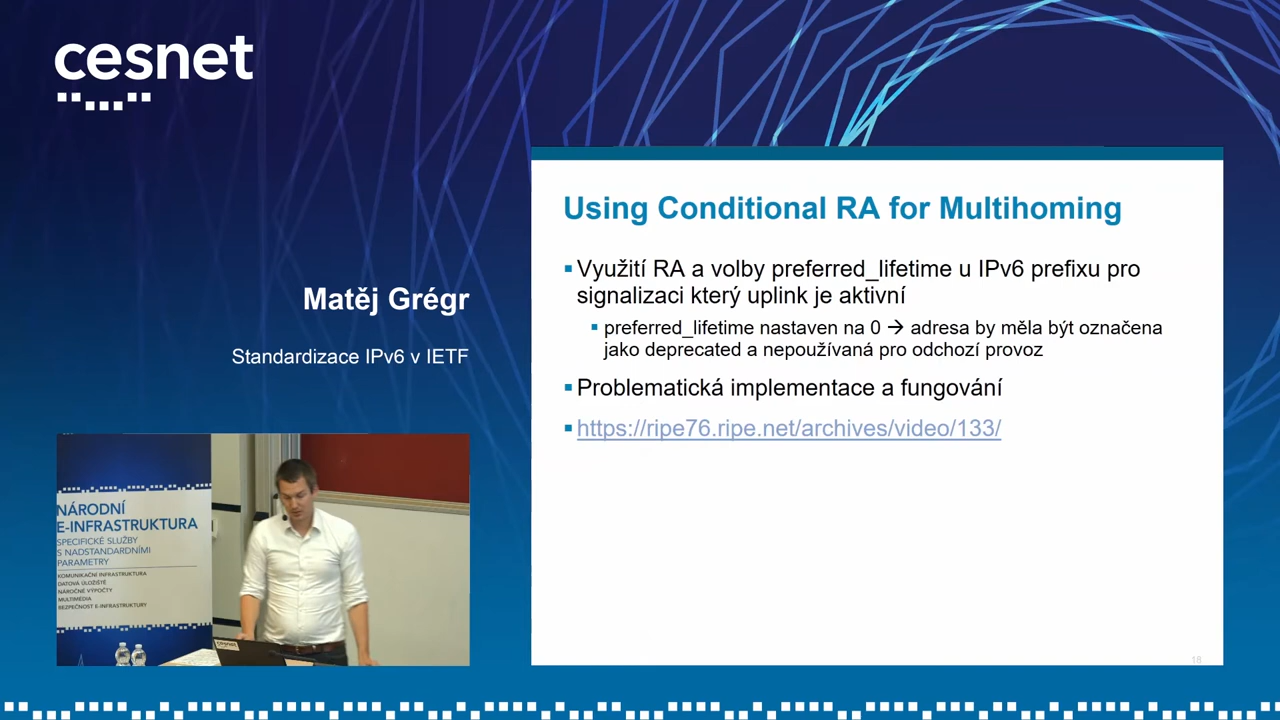 cesnet
Using Conditional RA for Multihoming
Využití RA a volby preferred_lifetime u IPv6 prefixu pro
signalizaci který uplink je aktivní
preferred_lifetime nastaven na 0 → adresa by měla být označena
jako deprecated a nepoužívaná pro odchozí provoz
Problematická implementace a fungování
https://ripe76.ripe.net/archives/video/133/
18
Matěj Grégr
Standardizace IPv6 v IETF
NÁRODNÍ
E-INFRASTRUKTURA
SPECIFICKÉ SLUŽBY
S NADSTANDARDNÍMI
PARAMETRY
KOMUNIKAČNÍ INFRASTRUKTURA
DATOVÁ ÚLOŽIŠTĚ
NÁROČNÉ VÝPOČTY
MULTIMÉDIA
BEZPEČNOST E-INFRASTRUKTURY
cesnet